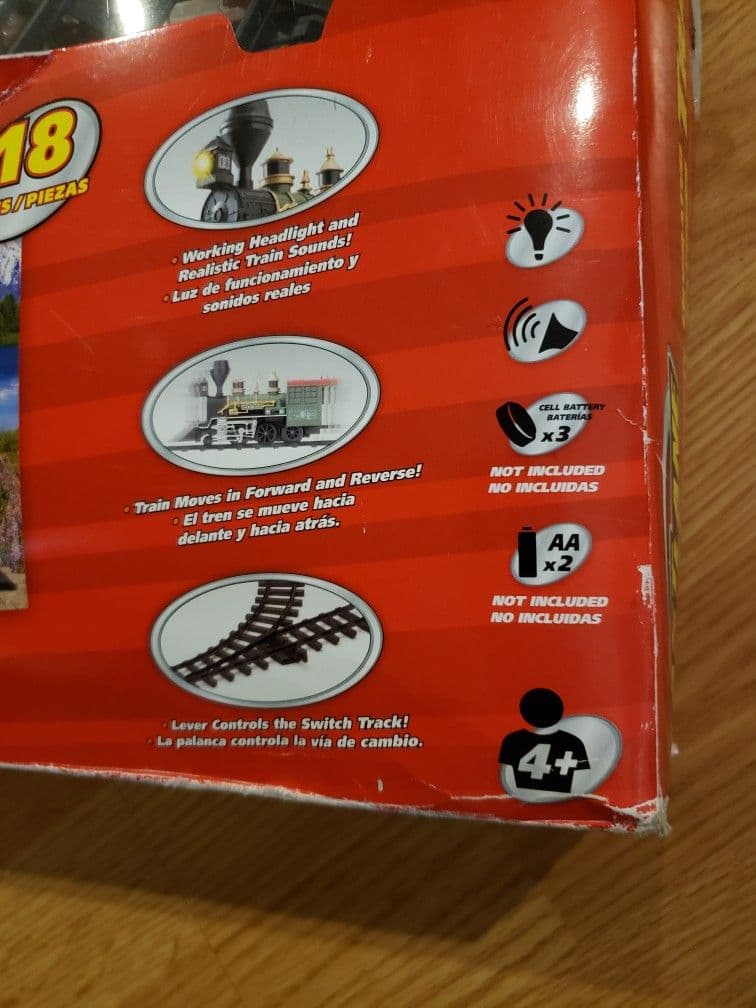 18
S/PIEZAS
• Working Headlight and
Realistic Train Sounds!
• Luz de funcionamiento y
sonidos reales
CELL BATTERY
BATERÍAS
x3
NOT INCLUDED
NO INCLUIDAS
• Train Moves in Forward and Reverse!
• El tren se mueve hacia
delante y hacia atrás.
AA
x2
NOT INCLUDED
NO INCLUIDAS
• Lever Controls the Switch Track!
• La palanca controla la vía de cambio.
4+